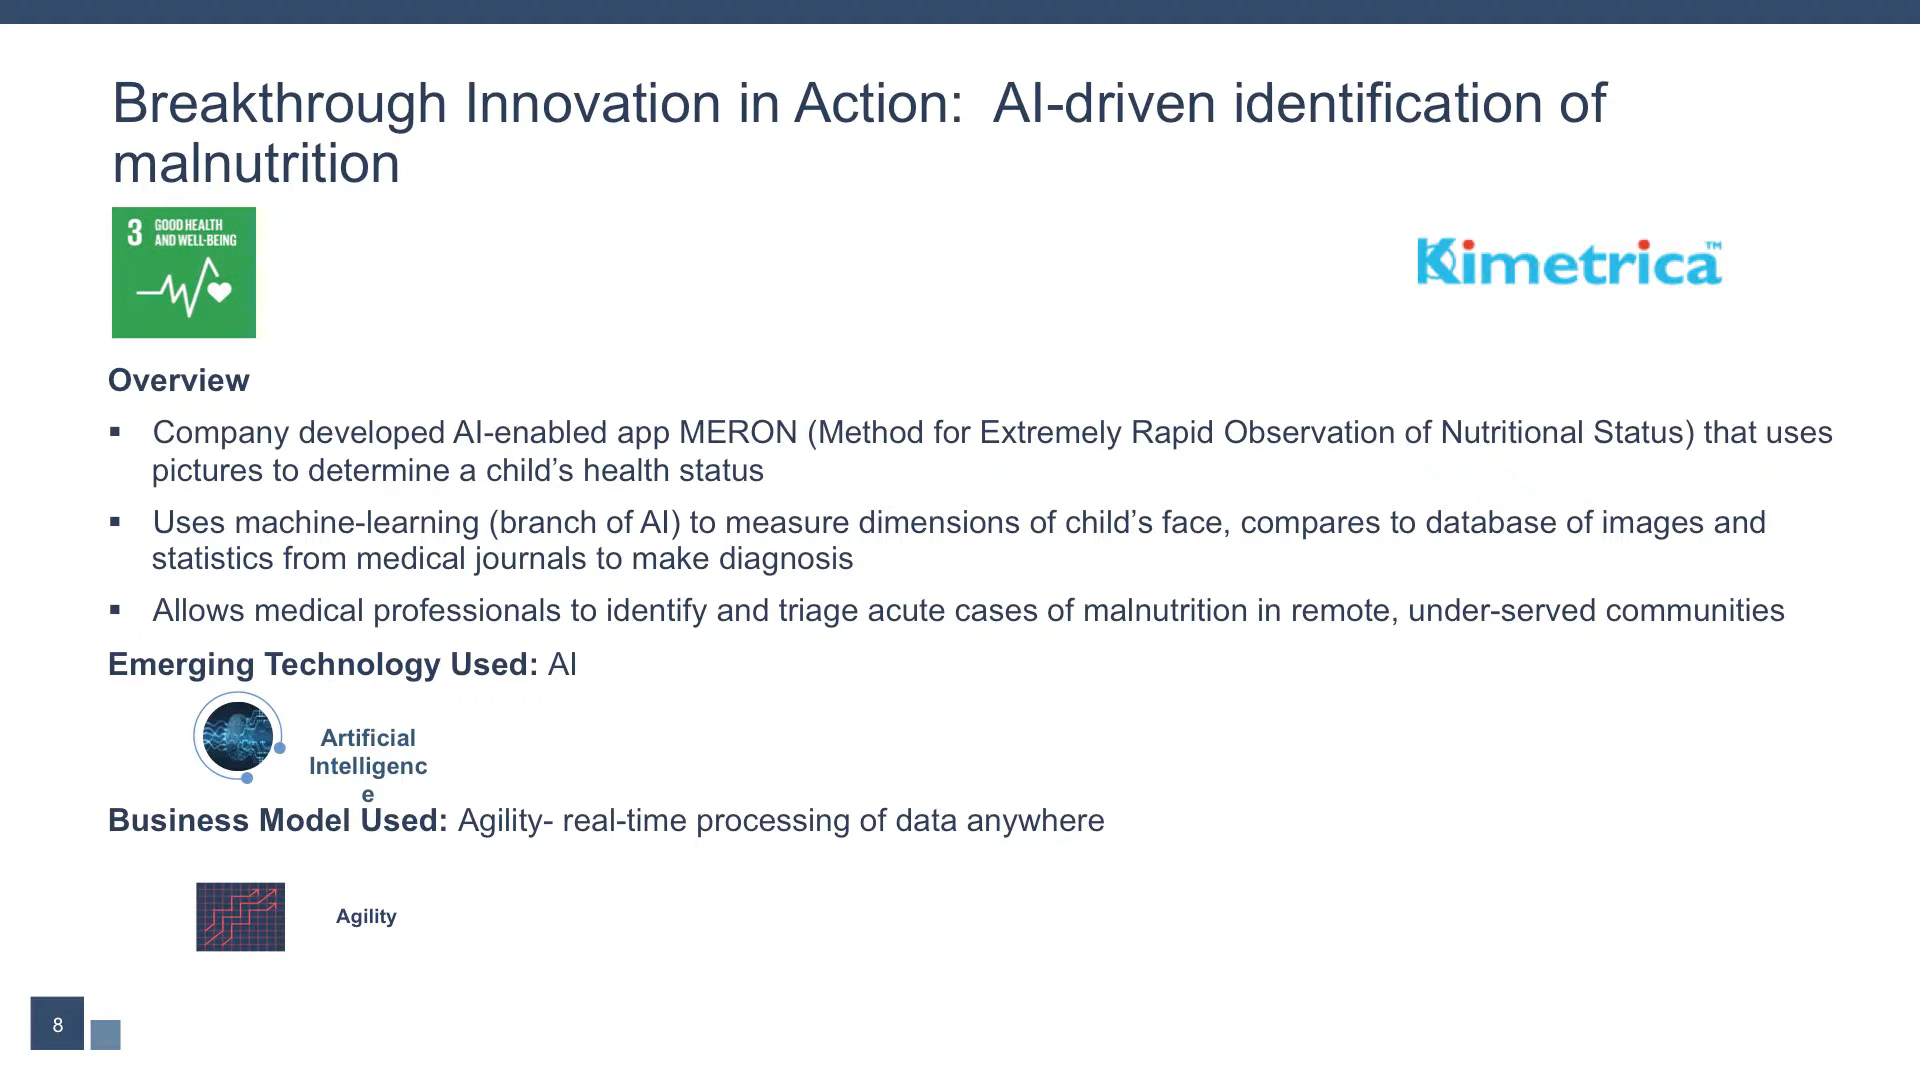 Breakthrough Innovation in Action:  AI-driven identification of
malnutrition
3 GOOD HEALTH
AND WELL-BEING
Kimetrica™
Overview
▪ Company developed AI-enabled app MERON (Method for Extremely Rapid Observation of Nutritional Status) that uses
pictures to determine a child’s health status
▪ Uses machine-learning (branch of AI) to measure dimensions of child’s face, compares to database of images and
statistics from medical journals to make diagnosis
▪ Allows medical professionals to identify and triage acute cases of malnutrition in remote, under-served communities
Emerging Technology Used: AI
Artificial
Intelligenc
e
Business Model Used: Agility- real-time processing of data anywhere
Agility
8